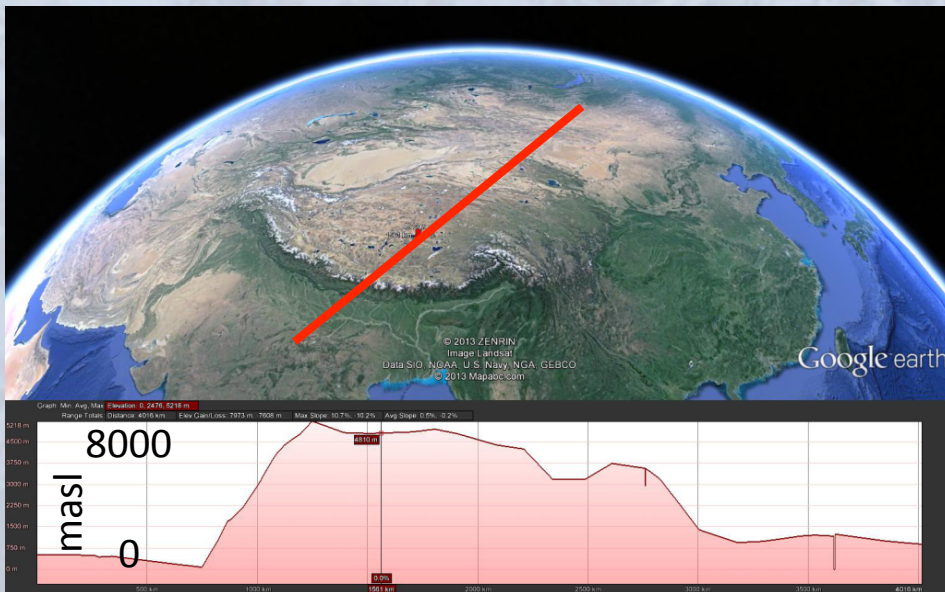 © 2013 ZENRIN
Image Landsat
Data SIO, NOAA, U.S. Navy, NGA, GEBCO
© 2013 Mapabc.com
Google earth
Graph: Min, Avg, Max Elevation: 0, 2476, 5218 m
Range Totals: Distance: 4016 km Elev Gain/Loss: 7973 m, -7608 m Max Slope: 10.7%, -10.2% Avg Slope: 0.5%, -0.2%
5218 m
4500 m
3750 m
3000 m
2250 m
1500 m
750 m
0 m
8000
masl
0
4810 m
0.0%
500 km
1000 km
1561 km
2000 km
2500 km
3000 km
3500 km
4016 km